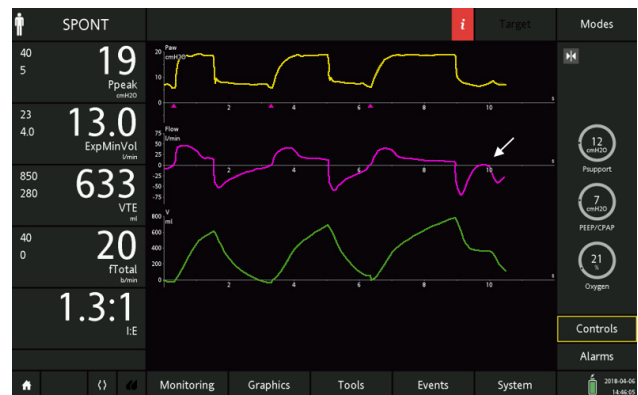 SPONT
i
Target
Modes
40
5
19
Ppeak
cmH2O
23
4.0
13.0
ExpMinVol
l/min
850
280
633
VTE
ml
40
0
20
fTotal
b/min
1.3:1
I:E
20
Paw
cmH2O
10
0
2
4
6
8
10
s
75
Flow
l/min
50
25
0
-25
-50
-75
2
4
6
8
10
s
800
V
ml
600
400
200
0
2
4
6
8
10
s
12
cmH2O
Psupport
7
cmH2O
PEEP/CPAP
21
%
Oxygen
Controls
Alarms
Monitoring
Graphics
Tools
Events
System
2018-04-06
14:46:05